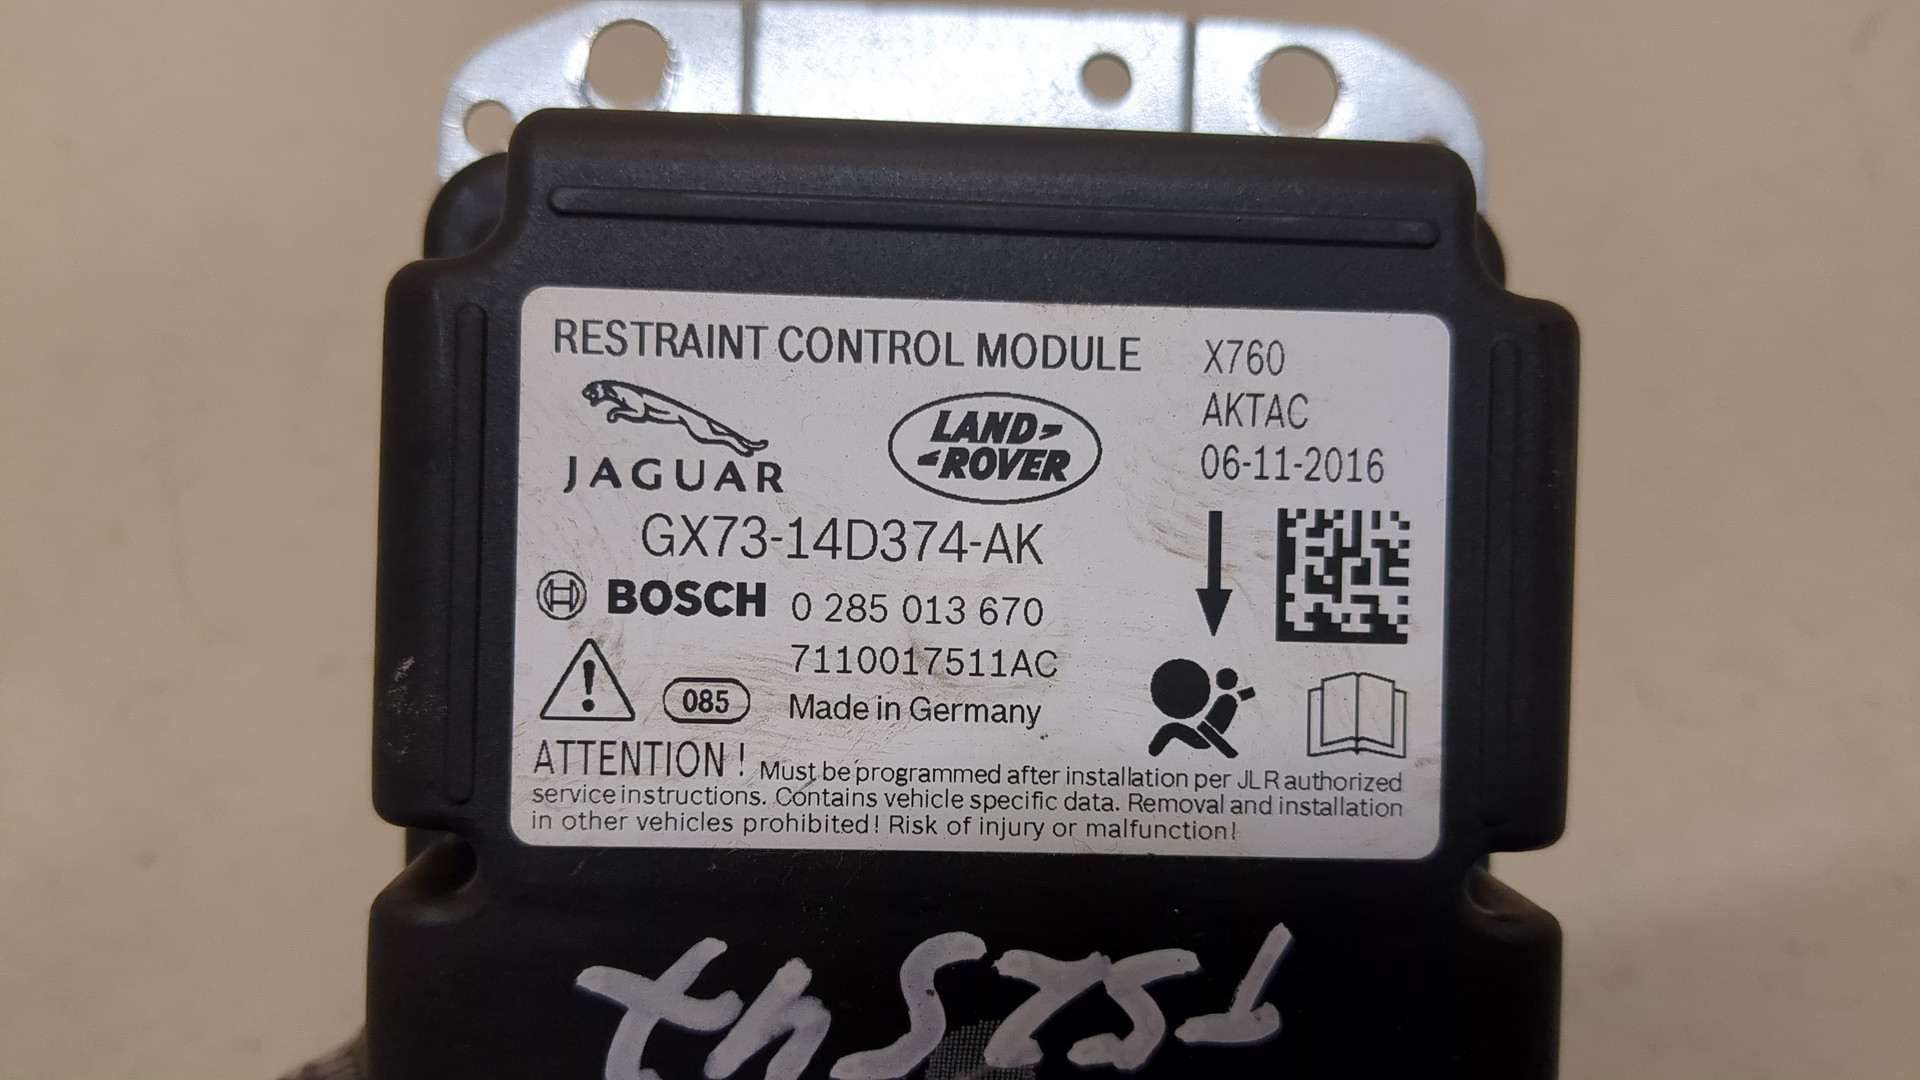 RESTRAINT CONTROL MODULE
X760
AKTAC
06-11-2016
JAGUAR
LAND ROVER
GX73-14D374-AK
BOSCH 0 285 013 670
7110017511AC
085 Made in Germany
ATTENTION ! Must be programmed after installation per JLR authorized
service instructions. Contains vehicle specific data. Removal and installation
in other vehicles prohibited! Risk of injury or malfunction!